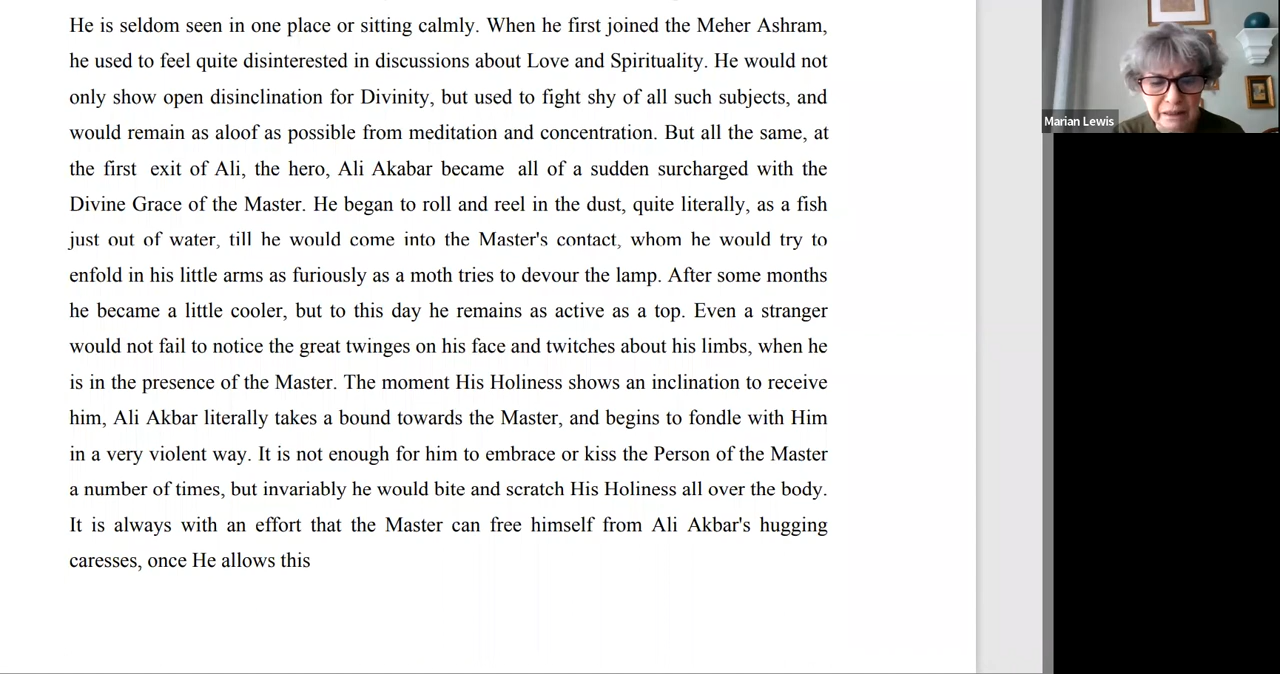 He is seldom seen in one place or sitting calmly. When he first joined the Meher Ashram,
he used to feel quite disinterested in discussions about Love and Spirituality. He would not
only show open disinclination for Divinity, but used to fight shy of all such subjects, and
would remain as aloof as possible from meditation and concentration. But all the same, at
the first exit of Ali, the hero, Ali Akabar became all of a sudden surcharged with the
Divine Grace of the Master. He began to roll and reel in the dust, quite literally, as a fish
just out of water, till he would come into the Master's contact, whom he would try to
enfold in his little arms as furiously as a moth tries to devour the lamp. After some months
he became a little cooler, but to this day he remains as active as a top. Even a stranger
would not fail to notice the great twinges on his face and twitches about his limbs, when he
is in the presence of the Master. The moment His Holiness shows an inclination to receive
him, Ali Akbar literally takes a bound towards the Master, and begins to fondle with Him
in a very violent way. It is not enough for him to embrace or kiss the Person of the Master
a number of times, but invariably he would bite and scratch His Holiness all over the body.
It is always with an effort that the Master can free himself from Ali Akbar's hugging
caresses, once He allows this
Marian Lewis